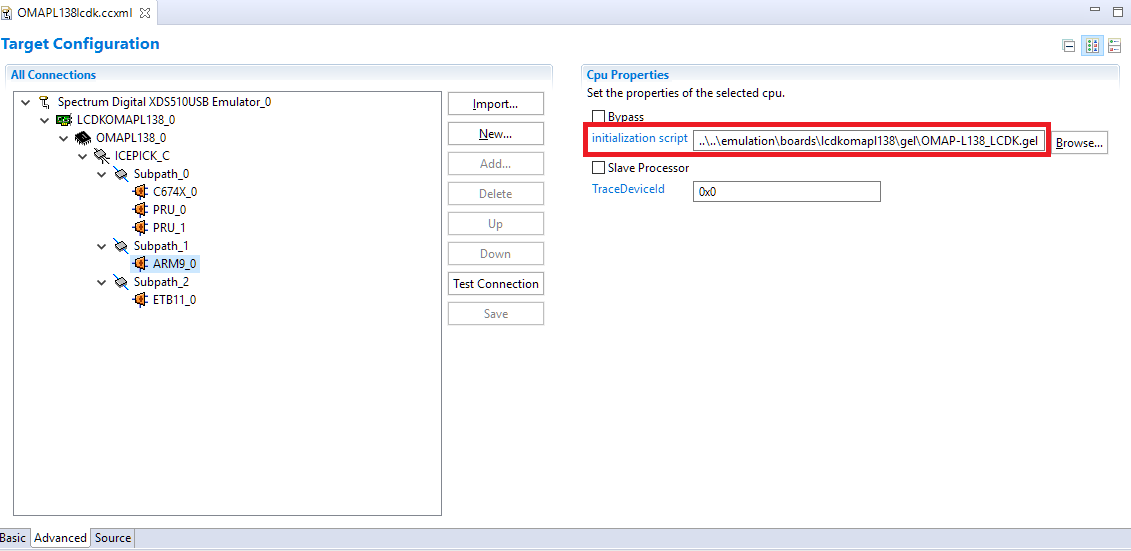 OMAPL138lcdk.ccxml
Target Configuration
All Connections
Spectrum Digital XDS510USB Emulator_0
LCDKOMAPL138_0
OMAPL138_0
ICEPICK_C
Subpath_0
C674X_0
PRU_0
PRU_1
Subpath_1
ARM9_0
Subpath_2
ETB11_0
Import...
New...
Add...
Delete
Up
Down
Test Connection
Save
Cpu Properties
Set the properties of the selected cpu.
Bypass
initialization script ..\..\emulation\boards\lcdkomapl138\gel\OMAP-L138_LCDK.gel Browse...
Slave Processor
TraceDeviceId 0x0
Basic Advanced Source